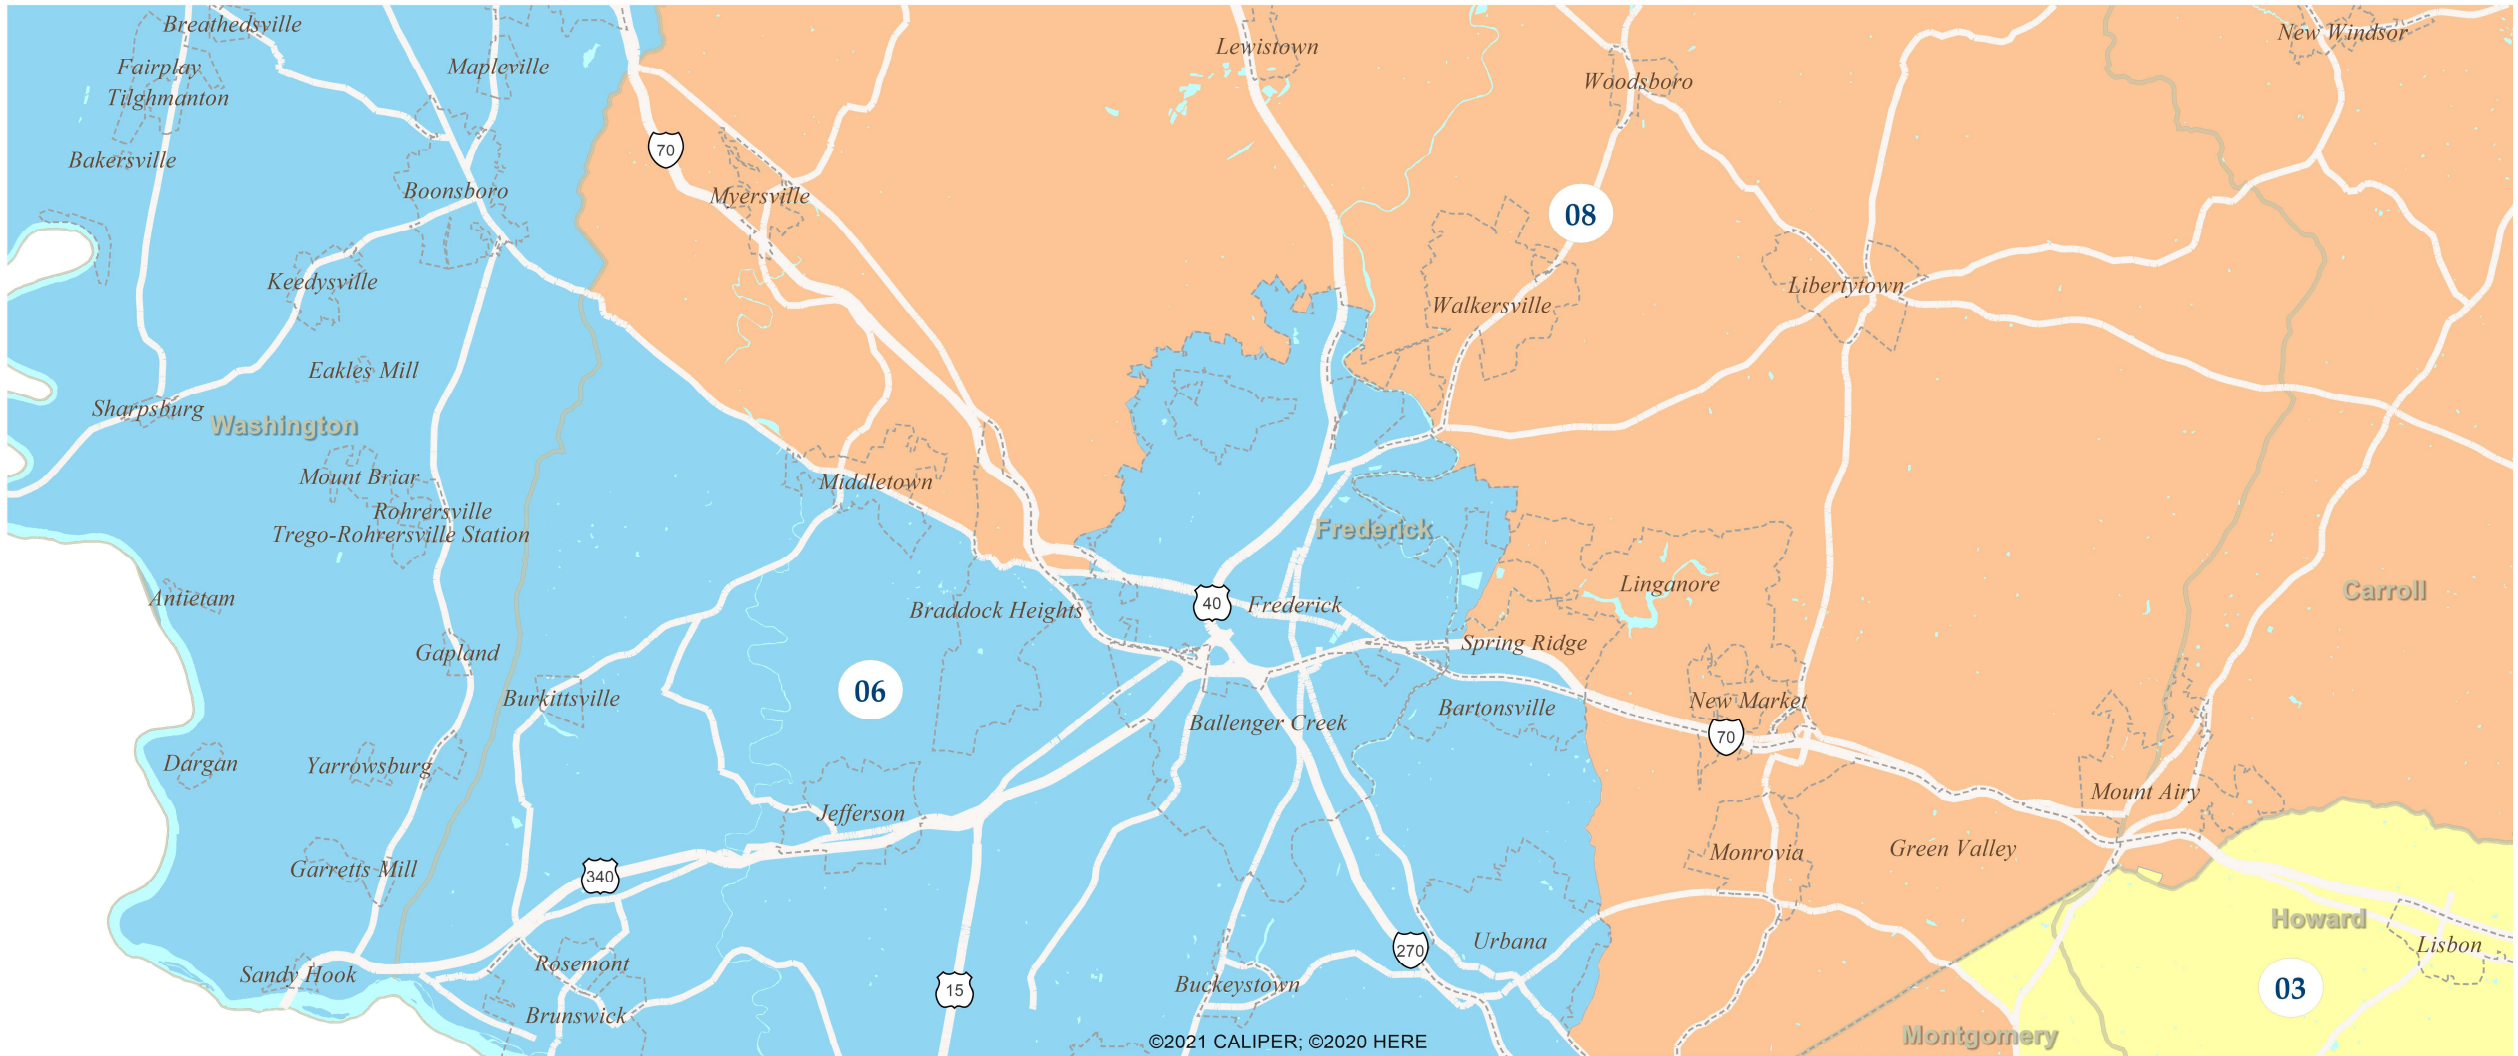 Breathedsville
Lewistown
New Windsor
Fairplay
Mapleville
Woodsboro
Tilghmanton
70
Bakersville
Boonsboro
Myersville
08
Keedysville
Libertytown
Walkersville
Eakles Mill
Sharpsburg
Washington
Mount Briar
Middletown
Rohrersville
Frederick
Trego-Rohrersville Station
Linganore
Carroll
Antietam
Braddock Heights
40
Frederick
Spring Ridge
Gapland
06
Burkittsville
New Market
Bartonsville
Ballenger Creek
70
Dargan
Yarrowsburg
Mount Airy
Jefferson
Green Valley
Monrovia
Garretts Mill
340
Howard
Urbana
Lisbon
270
Rosemont
Sandy Hook
Buckeystown
15
03
Brunswick
Montgomery
©2021 CALIPER; ©2020 HERE